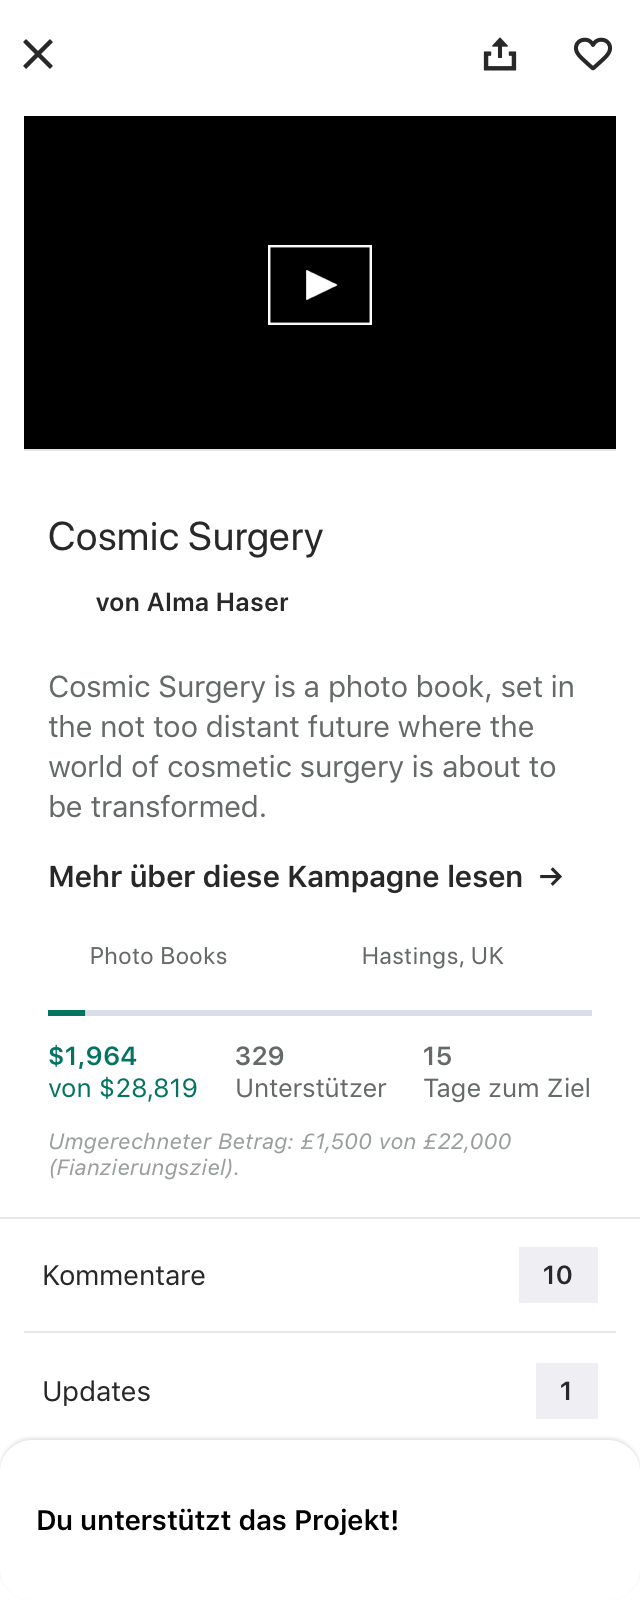 Cosmic Surgery
von Alma Haser
Cosmic Surgery is a photo book, set in
the not too distant future where the
world of cosmetic surgery is about to
be transformed.
Mehr über diese Kampagne lesen →
Photo Books
Hastings, UK
$1,964
von $28,819
329
Unterstützer
15
Tage zum Ziel
Umgerechneter Betrag: £1,500 von £22,000
(Fianzierungsziel).
Kommentare
10
Updates
1
Du unterstützt das Projekt!